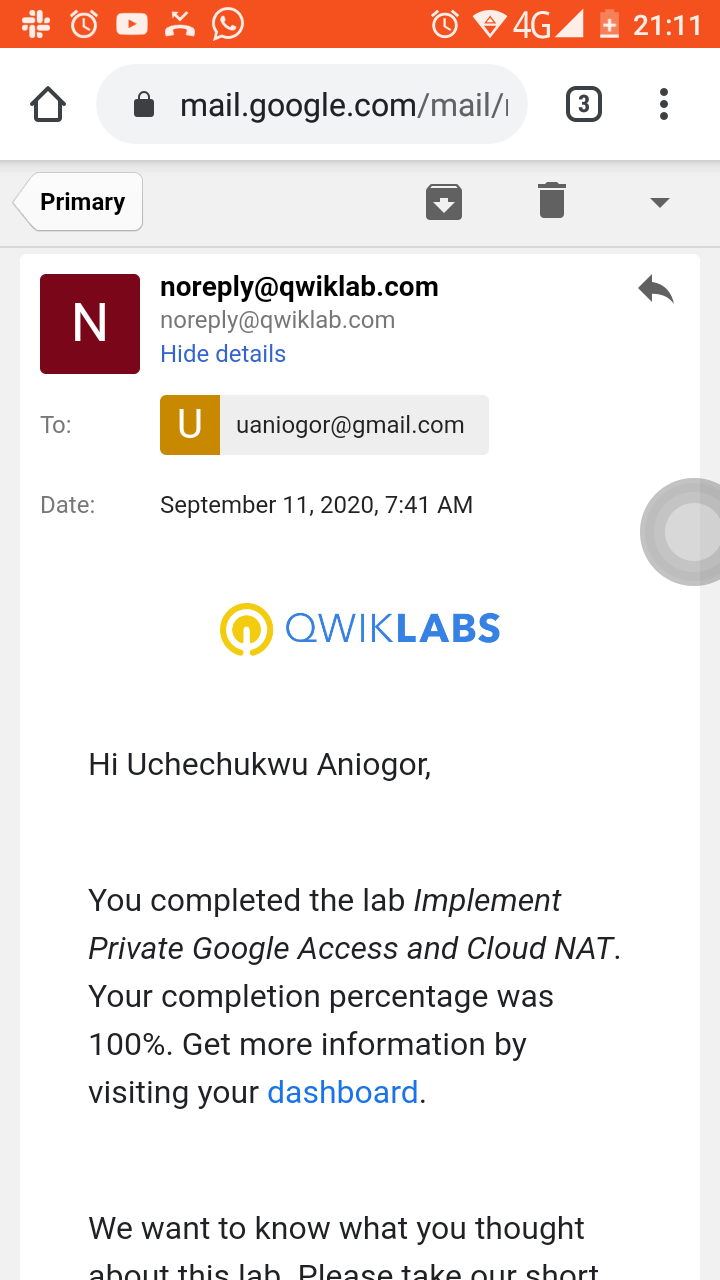 4G 21:11
mail.google.com/mail/
3
Primary
N
noreply@qwiklab.com
noreply@qwiklab.com
Hide details
To: U uaniogor@gmail.com
Date: September 11, 2020, 7:41 AM
QWIKLABS
Hi Uchechukwu Aniogor,
You completed the lab Implement
Private Google Access and Cloud NAT.
Your completion percentage was
100%. Get more information by
visiting your dashboard.
We want to know what you thought
about this lab. Please take our short